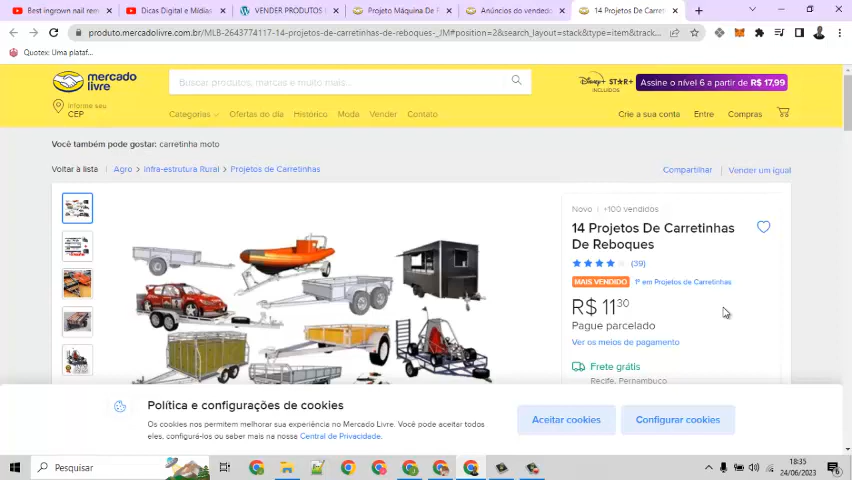 Best ingrown nail rem
Dicas Digital e Mídias
VENDER PRODUTOS
Projeto Máquina De F
Anúncios do vendedo
14 Projetos De Carreti
produto.mercadolivre.com.br/MLB-2643774117-14-projetos-de-carretinhas-de-reboques-_JM#position=2&search_layout=stack&type=item&track...
Quotex: Uma plataf...
mercado
livre
Buscar produtos, marcas e muito mais...
Disney+ STAR+
INCLUIDOS
Assine o nível 6 a partir de R$ 17,99
Informe seu
CEP
Categorias
Ofertas do dia
Histórico
Moda
Vender
Contato
Crie a sua conta
Entre
Compras
Você também pode gostar: carretinha moto
Voltar à lista
Agro
Infra-estrutura Rural
Projetos de Carretinhas
Compartilhar
Vender um igual
Novo | +100 vendidos
14 Projetos De Carretinhas
De Reboques
(39)
MAIS VENDIDO
1º em Projetos de Carretinhas
R$ 11 30
Pague parcelado
Ver os meios de pagamento
Frete grátis
Recife, Pernambuco
Política e configurações de cookies
Os cookies nos permitem melhorar sua experiência no Mercado Livre. Você pode aceitar todos
eles, configurá-los ou saber mais na nossa Central de Privacidade.
Aceitar cookies
Configurar cookies
Pesquisar
18:35
24/06/2023
6